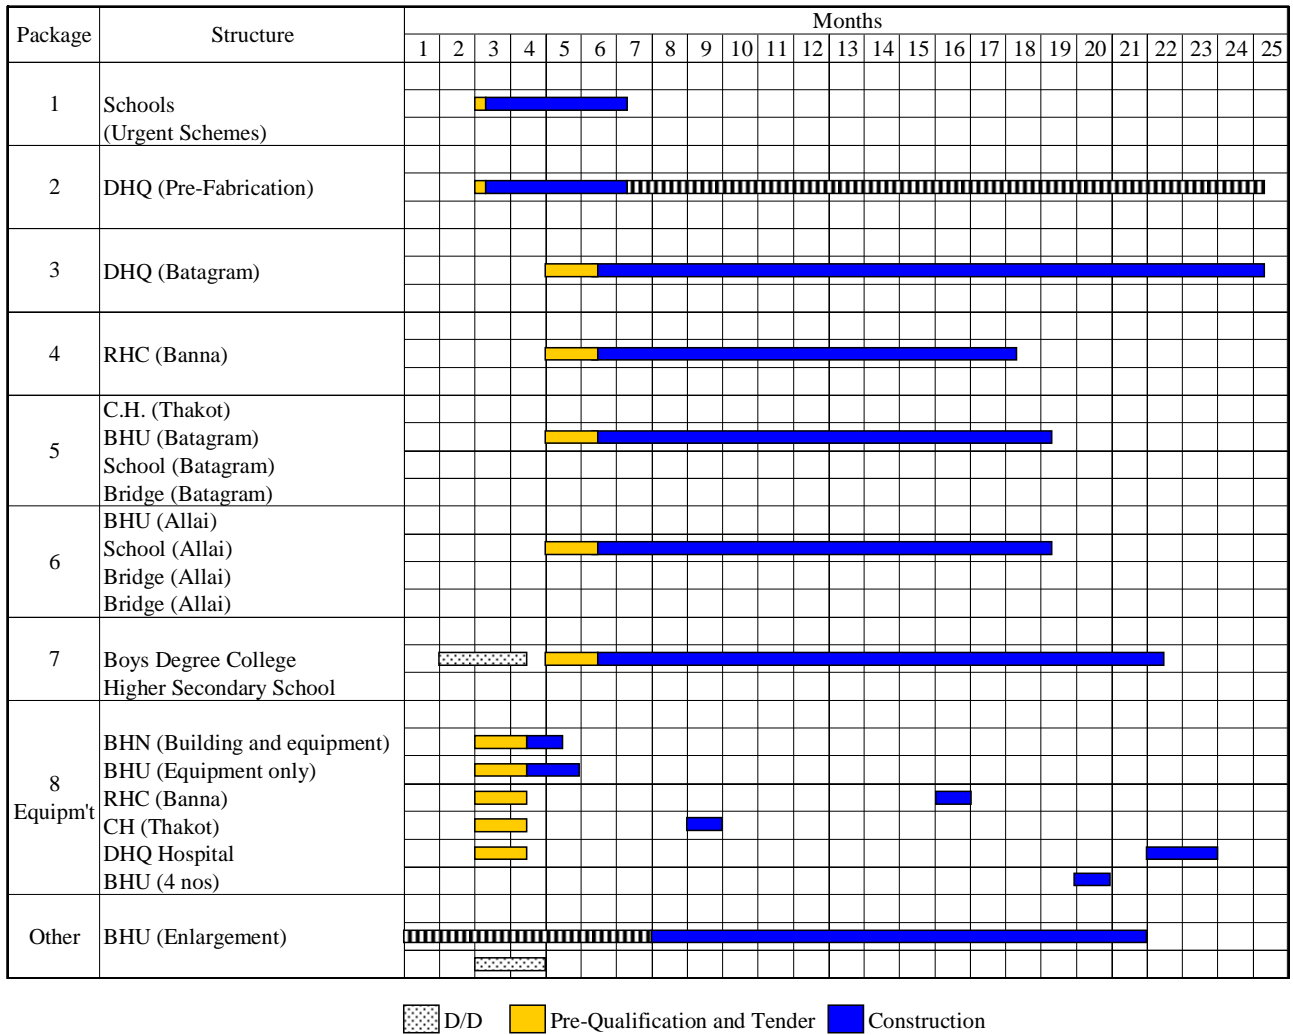 Package Structure Months
1 2 3 4 5 6 7 8 9 10 11 12 13 14 15 16 17 18 19 20 21 22 23 24 25
1 Schools
(Urgent Schemes)
2 DHQ (Pre-Fabrication)
3 DHQ (Batagram)
4 RHC (Banna)
C.H. (Thakot)
BHU (Batagram)
5
School (Batagram)
Bridge (Batagram)
BHU (Allai)
School (Allai)
6
Bridge (Allai)
Bridge (Allai)
7 Boys Degree College
Higher Secondary School
BHN (Building and equipment)
BHU (Equipment only)
8
Equipm't
RHC (Banna)
CH (Thakot)
DHQ Hospital
BHU (4 nos)
Other BHU (Enlargement)
D/D Pre-Qualification and Tender Construction